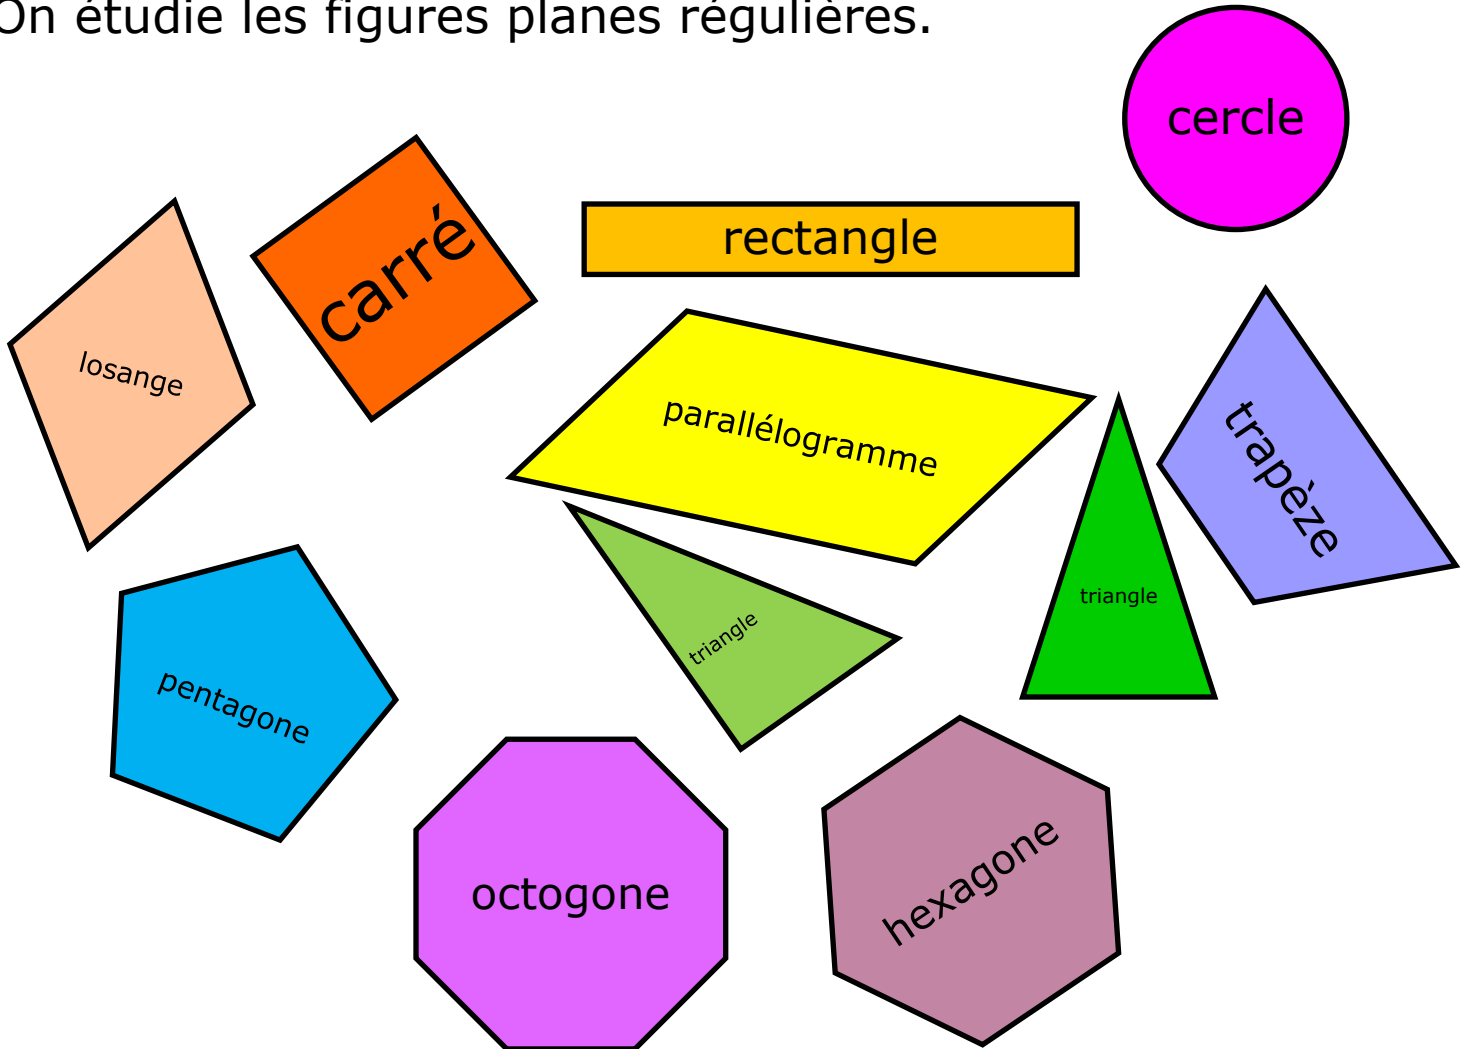 On étudie les figures planes régulières.
cercle
carré
rectangle
losange
parallélogramme
trapèze
triangle
triangle
pentagone
octogone
hexagone